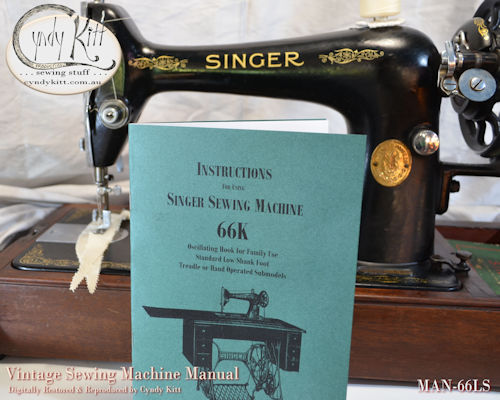 Cyndy Kitt
... sewing stuff ...
cyndykitt.com.au
SINGER
INSTRUCTIONS
FOR USING
SINGER SEWING MACHINE
66K
Oscillating Hook for Family Use
Standard Low Shank Foot
Treadle or Hand Operated Submodels
Vintage Sewing Machine Manual
Digitally Restored & Reproduced by Cyndy Kitt
MAN-66LS